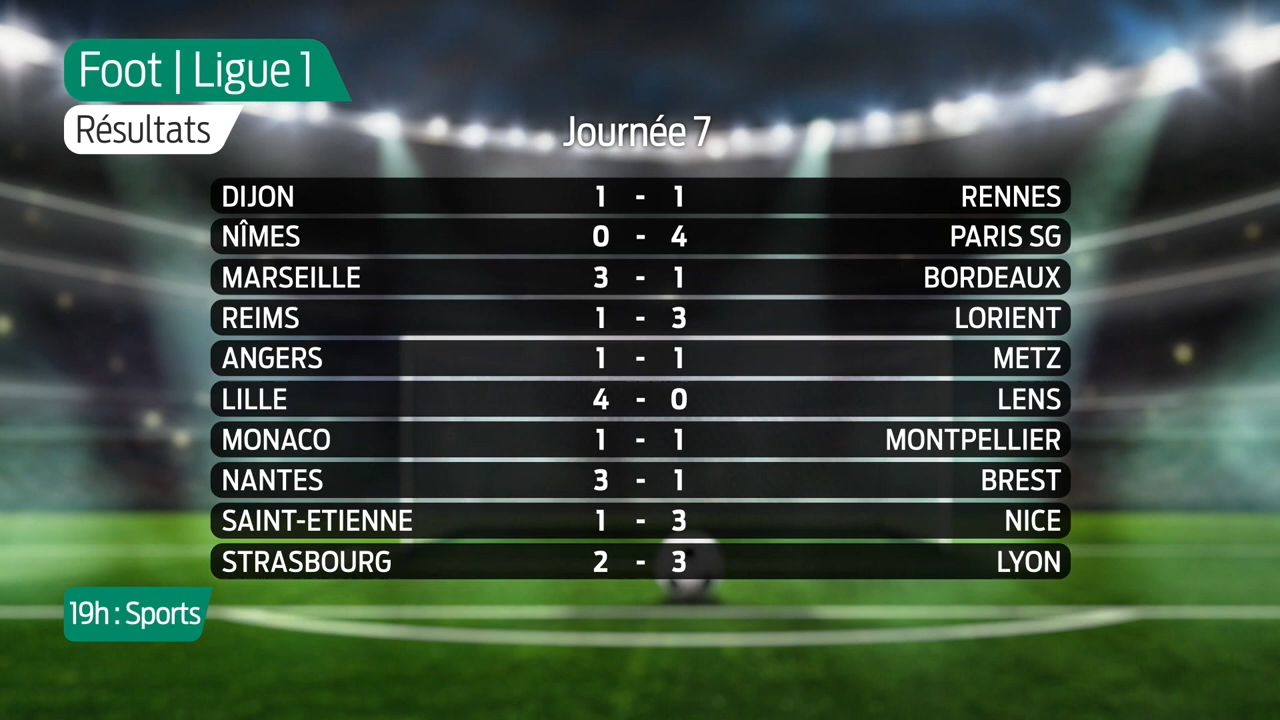 Foot | Ligue 1
Résultats
Journée 7
DIJON 1 - 1 RENNES
NÎMES 0 - 4 PARIS SG
MARSEILLE 3 - 1 BORDEAUX
REIMS 1 - 3 LORIENT
ANGERS 1 - 1 METZ
LILLE 4 - 0 LENS
MONACO 1 - 1 MONTPELLIER
NANTES 3 - 1 BREST
SAINT-ETIENNE 1 - 3 NICE
STRASBOURG 2 - 3 LYON
19h : Sports